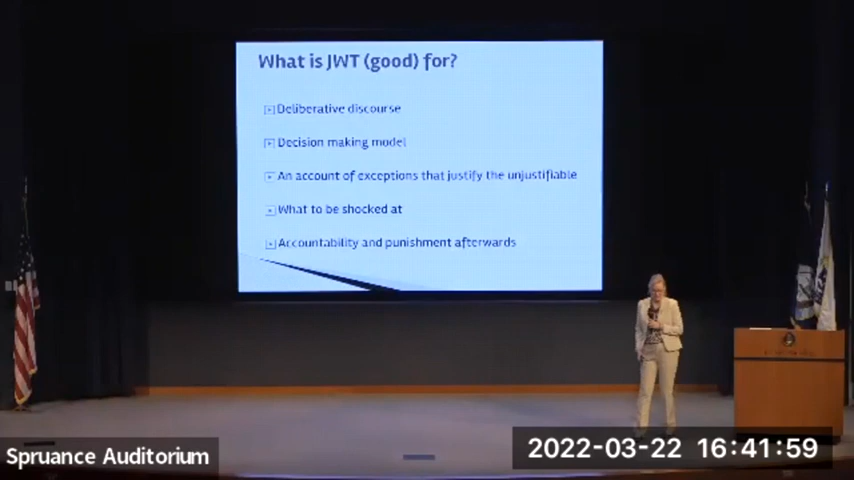 What is JWT (good) for?
Deliberative discourse
Decision making model
An account of exceptions that justify the unjustifiable
What to be shocked at
Accountability and punishment afterwards
Spruance Auditorium
2022-03-22 16:41:59